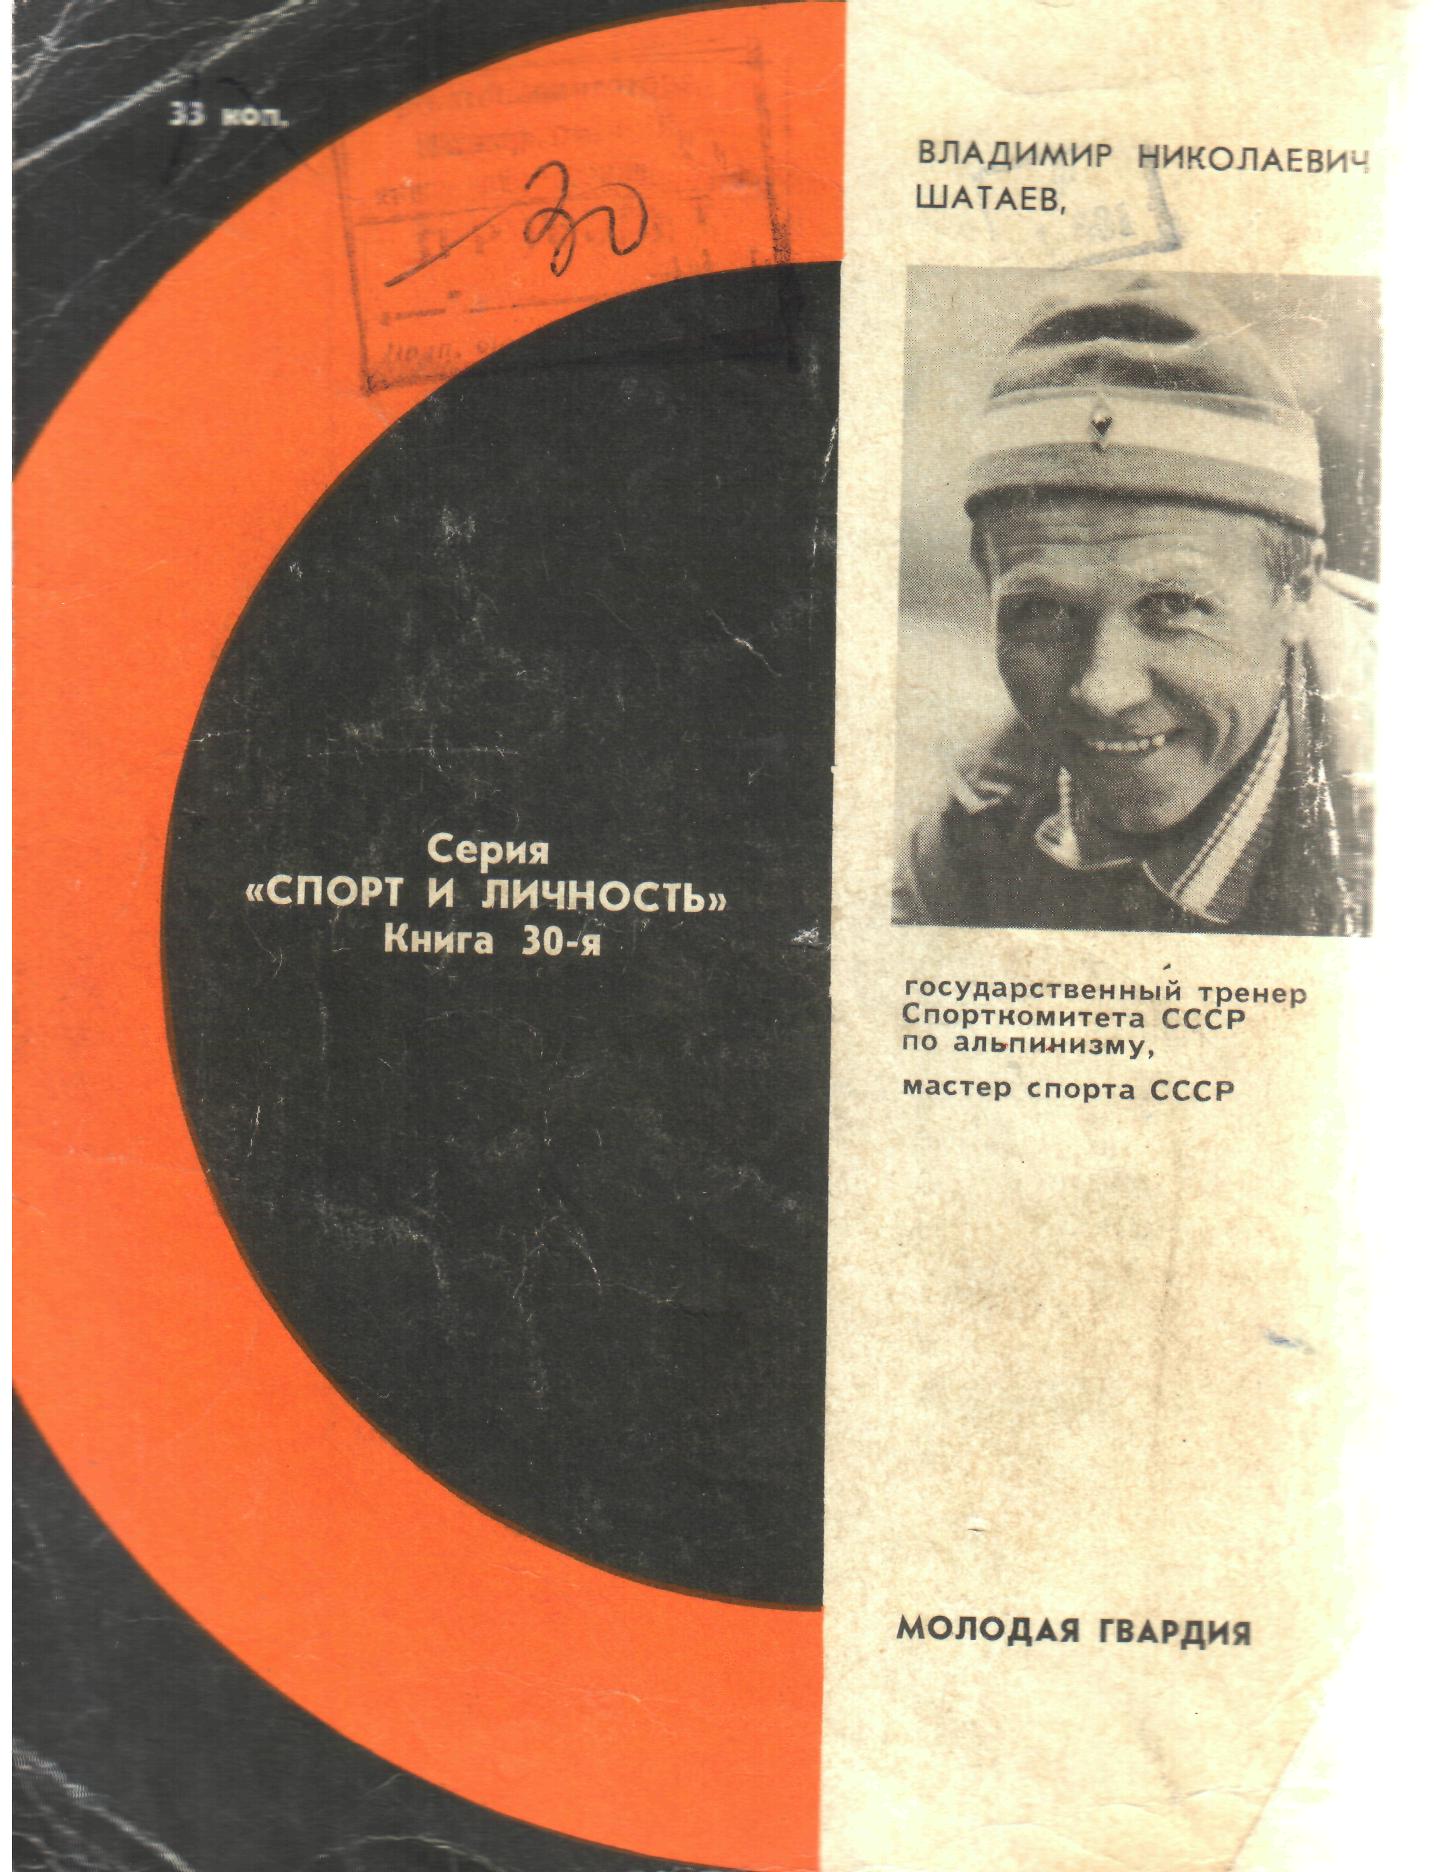 33 коп.
30
Серия
«СПОРТ И ЛИЧНОСТЬ»
Книга 30-я
ВЛАДИМИР НИКОЛАЕВИЧ
ШАТАЕВ,
государственный тренер
Спорткомитета СССР
по альпинизму,
мастер спорта СССР
МОЛОДАЯ ГВАРДИЯ